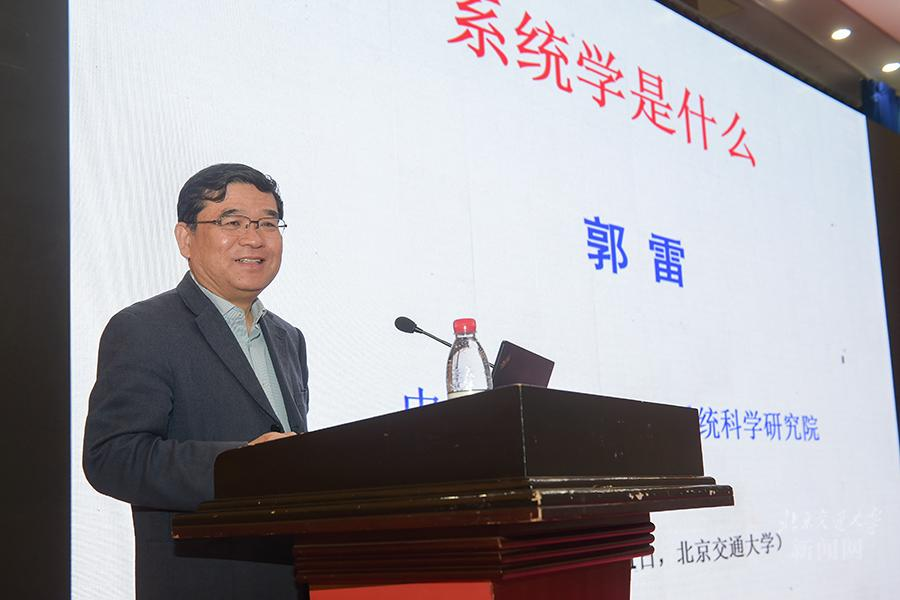 系统学是什么
郭 雷
统科学研究院
日，北京交通大学）
北京交通大学
新闻网